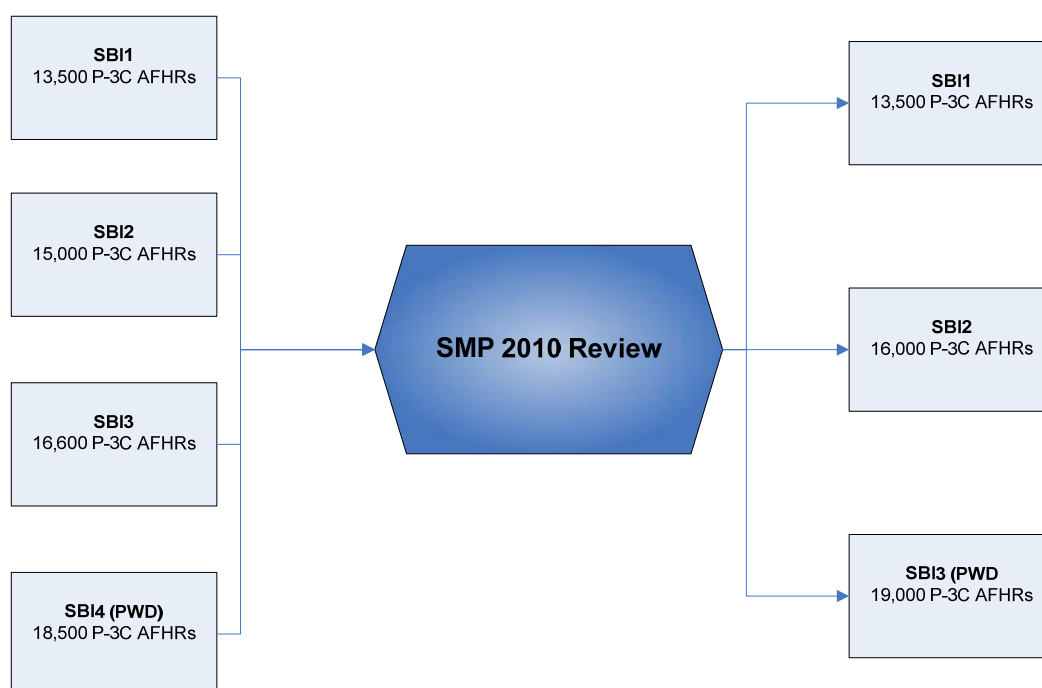 SBI1
13,500 P-3C AFHRs
SBI2
15,000 P-3C AFHRs
SBI3
16,600 P-3C AFHRs
SBI4 (PWD)
18,500 P-3C AFHRs
SMP 2010 Review
SBI1
13,500 P-3C AFHRs
SBI2
16,000 P-3C AFHRs
SBI3 (PWD
19,000 P-3C AFHRs